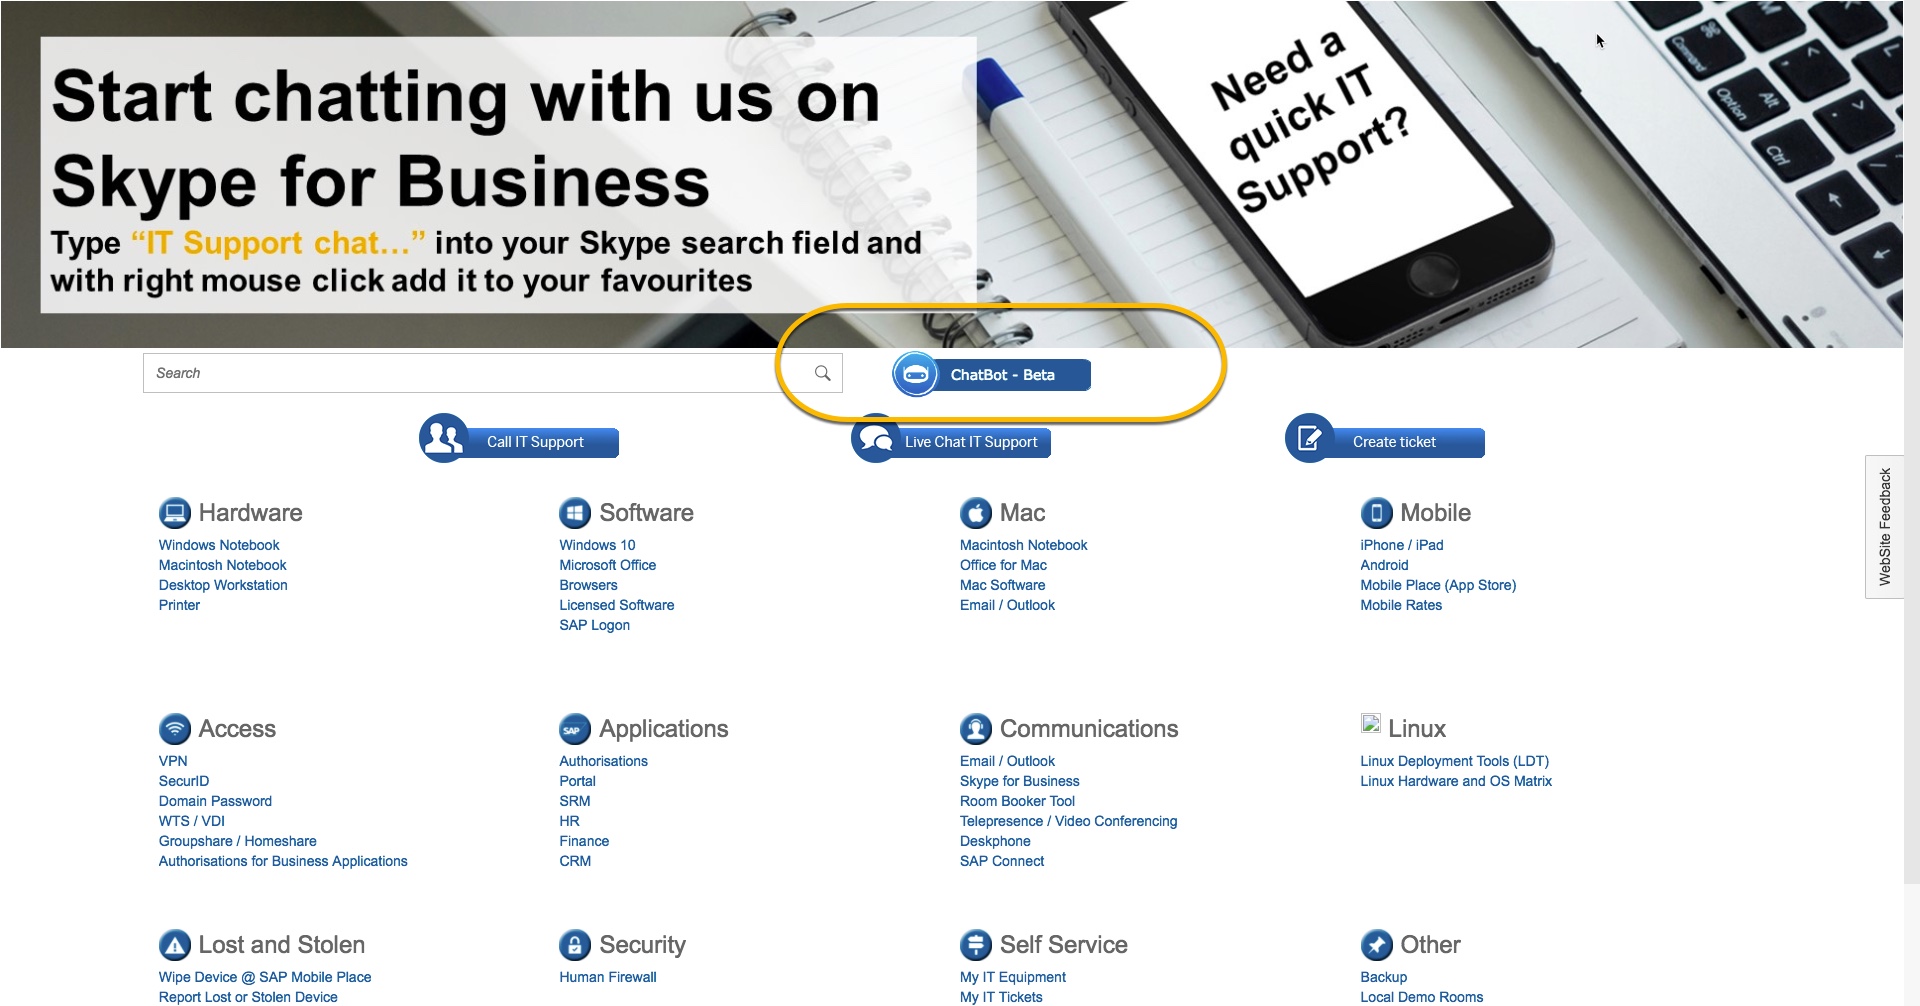 Start chatting with us on
Skype for Business
Type “IT Support chat...” into your Skype search field and
with right mouse click add it to your favourites
Need a
quick IT
Support?
Command
Option
Alt
Ctrl
M
L
<
>
Search
ChatBot - Beta
Call IT Support
Live Chat IT Support
Create ticket
WebSite Feedback
Hardware
Windows Notebook
Macintosh Notebook
Desktop Workstation
Printer
Software
Windows 10
Microsoft Office
Browsers
Licensed Software
SAP Logon
Mac
Macintosh Notebook
Office for Mac
Mac Software
Email / Outlook
Mobile
iPhone / iPad
Android
Mobile Place (App Store)
Mobile Rates
Access
VPN
SecurID
Domain Password
WTS / VDI
Groupshare / Homeshare
Authorisations for Business Applications
SAP
Applications
Authorisations
Portal
SRM
HR
Finance
CRM
Communications
Email / Outlook
Skype for Business
Room Booker Tool
Telepresence / Video Conferencing
Deskphone
SAP Connect
Linux
Linux Deployment Tools (LDT)
Linux Hardware and OS Matrix
Lost and Stolen
Wipe Device @ SAP Mobile Place
Report Lost or Stolen Device
Security
Human Firewall
Self Service
My IT Equipment
My IT Tickets
Other
Backup
Local Demo Rooms